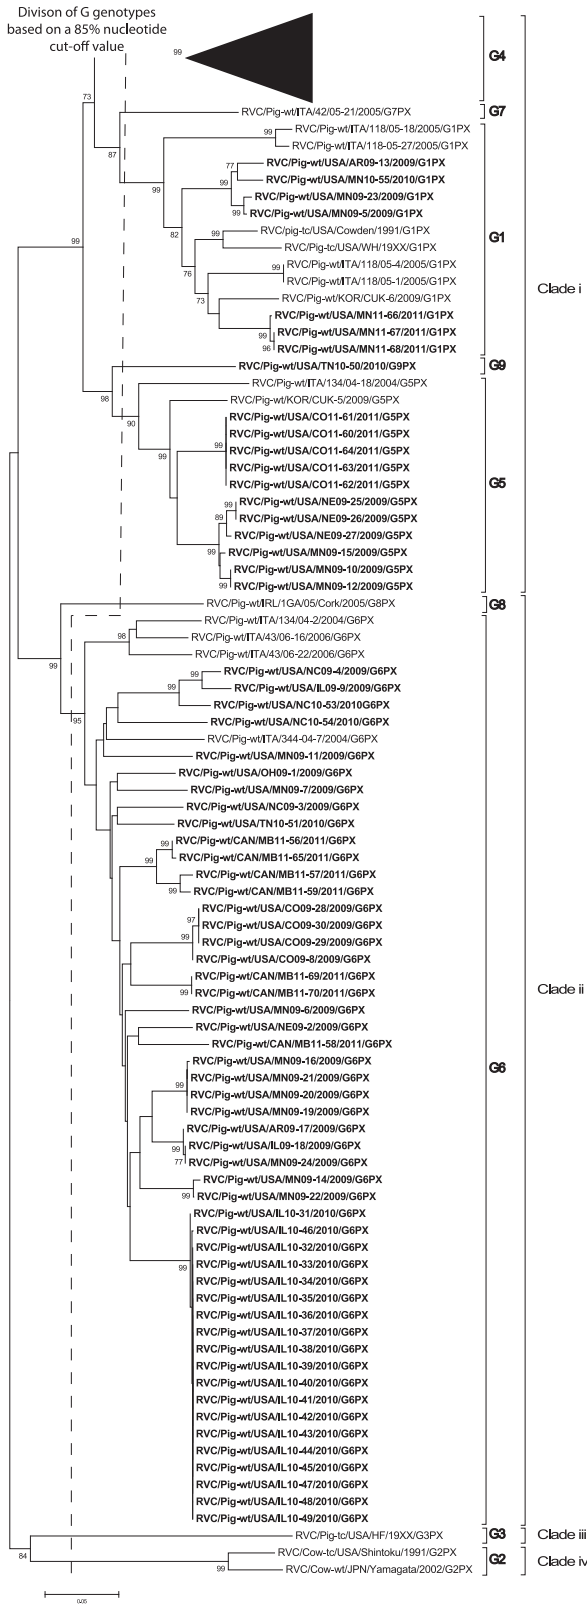 Divison of G genotypes
based on a 85% nucleotide
cut-off value
99
G4
73
RVC/Pig-wt/ITA/42/05-21/2005/G7PX
G7
87
RVC/Pig-wt/ITA/118/05-18/2005/G1PX
99
RVC/Pig-wt/ITA/118-05-27/2005/G1PX
99
77
RVC/Pig-wt/USA/AR09-13/2009/G1PX
RVC/Pig-wt/USA/MN10-55/2010/G1PX
RVC/Pig-wt/USA/MN09-23/2009/G1PX
99
RVC/Pig-wt/USA/MN09-5/2009/G1PX
82
99
RVC/pig-tc/USA/Cowden/1991/G1PX
G1
99
RVC/Pig-tc/USA/WH/19XX/G1PX
76
RVC/Pig-wt/ITA/118/05-4/2005/G1PX
99
73
RVC/Pig-wt/ITA/118/05-1/2005/G1PX
Clade i
RVC/Pig-wt/KOR/CUK-6/2009/G1PX
RVC/Pig-wt/USA/MN11-66/2011/G1PX
99
RVC/Pig-wt/USA/MN11-67/2011/G1PX
96
RVC/Pig-wt/USA/MN11-68/2011/G1PX
RVC/Pig-wt/USA/TN10-50/2010/G9PX
G9
98
RVC/Pig-wt/ITA/134/04-18/2004/G5PX
90
RVC/Pig-wt/KOR/CUK-5/2009/G5PX
RVC/Pig-wt/USA/CO11-61/2011/G5PX
RVC/Pig-wt/USA/CO11-60/2011/G5PX
99
99
RVC/Pig-wt/USA/CO11-64/2011/G5PX
RVC/Pig-wt/USA/CO11-63/2011/G5PX
RVC/Pig-wt/USA/CO11-62/2011/G5PX
G5
99
RVC/Pig-wt/USA/NE09-25/2009/G5PX
89
RVC/Pig-wt/USA/NE09-26/2009/G5PX
RVC/Pig-wt/USA/NE09-27/2009/G5PX
99
RVC/Pig-wt/USA/MN09-15/2009/G5PX
RVC/Pig-wt/USA/MN09-10/2009/G5PX
99
RVC/Pig-wt/USA/MN09-12/2009/G5PX
RVC/Pig-wt/IRL/1GA/05/Cork/2005/G8PX
G8
RVC/Pig-wt/ITA/134/04-2/2004/G6PX
98
RVC/Pig-wt/ITA/43/06-16/2006/G6PX
RVC/Pig-wt/ITA/43/06-22/2006/G6PX
99
99
RVC/Pig-wt/USA/NC09-4/2009/G6PX
99
RVC/Pig-wt/USA/IL09-9/2009/G6PX
RVC/Pig-wt/USA/NC10-53/2010G6PX
95
RVC/Pig-wt/USA/NC10-54/2010/G6PX
RVC/Pig-wt/ITA/344-04-7/2004/G6PX
RVC/Pig-wt/USA/MN09-11/2009/G6PX
RVC/Pig-wt/USA/OH09-1/2009/G6PX
RVC/Pig-wt/USA/MN09-7/2009/G6PX
RVC/Pig-wt/USA/NC09-3/2009/G6PX
RVC/Pig-wt/USA/TN10-51/2010/G6PX
RVC/Pig-wt/CAN/MB11-56/2011/G6PX
99
RVC/Pig-wt/CAN/MB11-65/2011/G6PX
RVC/Pig-wt/CAN/MB11-57/2011/G6PX
99
RVC/Pig-wt/CAN/MB11-59/2011/G6PX
RVC/Pig-wt/USA/CO09-28/2009/G6PX
97
RVC/Pig-wt/USA/CO09-30/2009/G6PX
99
RVC/Pig-wt/USA/CO09-29/2009/G6PX
RVC/Pig-wt/USA/CO09-8/2009/G6PX
RVC/Pig-wt/CAN/MB11-69/2011/G6PX
Clade ii
99
RVC/Pig-wt/CAN/MB11-70/2011/G6PX
RVC/Pig-wt/USA/MN09-6/2009/G6PX
RVC/Pig-wt/USA/NE09-2/2009/G6PX
RVC/Pig-wt/CAN/MB11-58/2011/G6PX
RVC/Pig-wt/USA/MN09-16/2009/G6PX
G6
99
RVC/Pig-wt/USA/MN09-21/2009/G6PX
RVC/Pig-wt/USA/MN09-20/2009/G6PX
RVC/Pig-wt/USA/MN09-19/2009/G6PX
RVC/Pig-wt/USA/AR09-17/2009/G6PX
99
RVC/Pig-wt/USA/IL09-18/2009/G6PX
77
RVC/Pig-wt/USA/MN09-24/2009/G6PX
RVC/Pig-wt/USA/MN09-14/2009/G6PX
99
RVC/Pig-wt/USA/MN09-22/2009/G6PX
RVC/Pig-wt/USA/IL10-31/2010/G6PX
RVC/Pig-wt/USA/IL10-46/2010/G6PX
RVC/Pig-wt/USA/IL10-32/2010/G6PX
99
RVC/Pig-wt/USA/IL10-33/2010/G6PX
RVC/Pig-wt/USA/IL10-34/2010/G6PX
RVC/Pig-wt/USA/IL10-35/2010/G6PX
RVC/Pig-wt/USA/IL10-36/2010/G6PX
RVC/Pig-wt/USA/IL10-37/2010/G6PX
RVC/Pig-wt/USA/IL10-38/2010/G6PX
RVC/Pig-wt/USA/IL10-39/2010/G6PX
RVC/Pig-wt/USA/IL10-40/2010/G6PX
RVC/Pig-wt/USA/IL10-41/2010/G6PX
RVC/Pig-wt/USA/IL10-42/2010/G6PX
RVC/Pig-wt/USA/IL10-43/2010/G6PX
RVC/Pig-wt/USA/IL10-44/2010/G6PX
RVC/Pig-wt/USA/IL10-45/2010/G6PX
RVC/Pig-wt/USA/IL10-47/2010/G6PX
RVC/Pig-wt/USA/IL10-48/2010/G6PX
RVC/Pig-wt/USA/IL10-49/2010/G6PX
RVC/Pig-tc/USA/HF/19XX/G3PX
G3
Clade iii
84
RVC/Cow-tc/USA/Shintoku/1991/G2PX
G2
Clade iv
99
RVC/Cow-wt/JPN/Yamagata/2002/G2PX
0.05